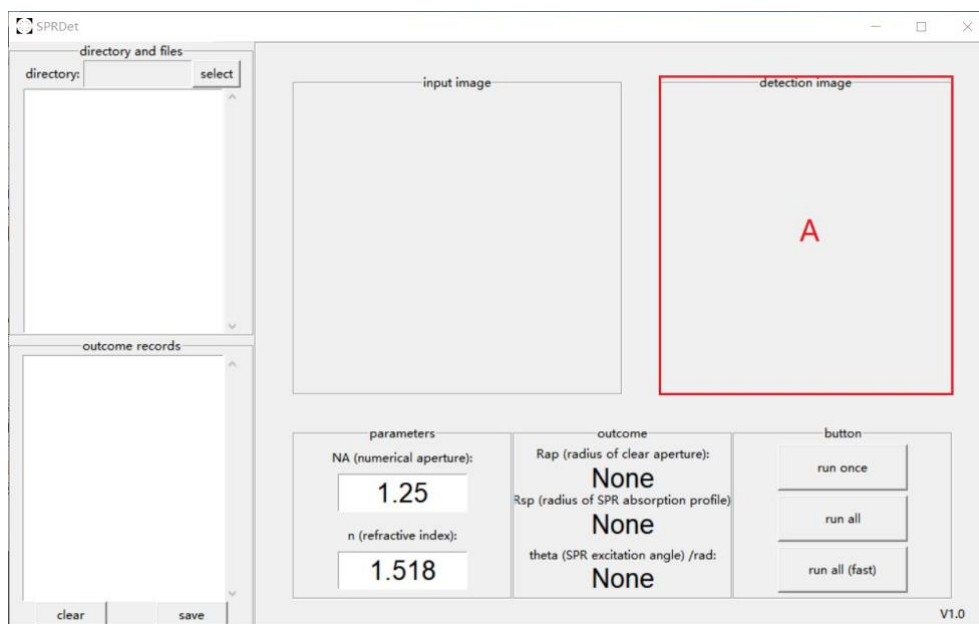 SPRDet
directory and files
directory:
select
outcome records
clear
save
input image
detection image
A
parameters
NA (numerical aperture):
1.25
n (refractive index):
1.518
outcome
Rap (radius of clear aperture):
None
Rsp (radius of SPR absorption profile)
None
theta (SPR excitation angle) /rad:
None
button
run once
run all
run all (fast)
V1.0